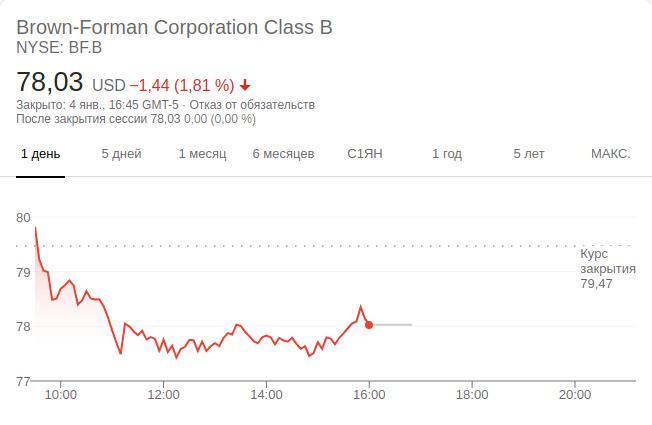 Brown-Forman Corporation Class B
NYSE: BF.B
78,03 USD −1,44 (1,81 %)
Закрыто: 4 янв., 16:45 GMT-5 · Отказ от обязательств
После закрытия сессии 78,03 0,00 (0,00 %)
1 день 5 дней 1 месяц 6 месяцев С1ЯН 1 год 5 лет МАКС.
80
Курс
закрытия
79,47
79
78
77
10:00 12:00 14:00 16:00 18:00 20:00